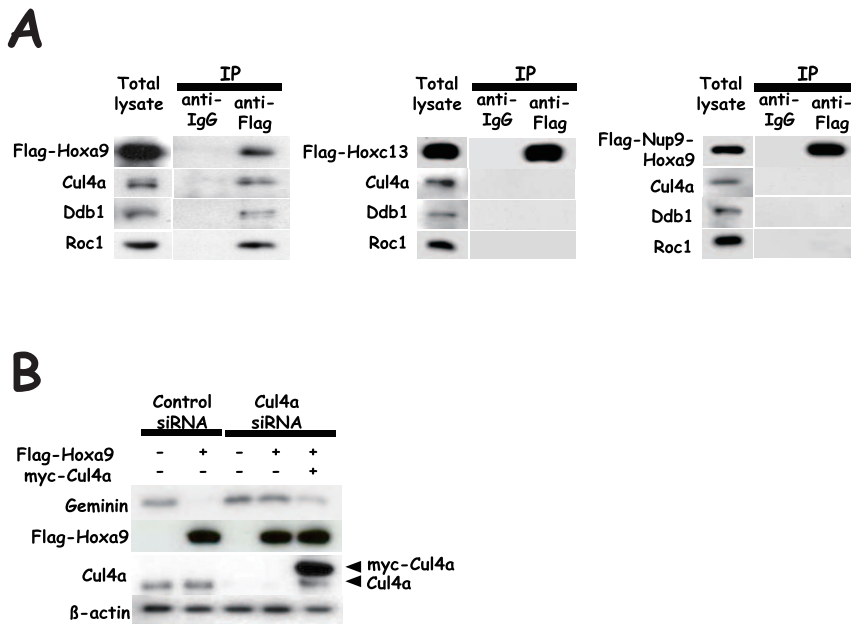 A
Total lysate
IP
anti-IgG
anti-Flag
Flag-Hoxa9
Cul4a
Ddb1
Roc1
Total lysate
IP
anti-IgG
anti-Flag
Flag-Hoxc13
Cul4a
Ddb1
Roc1
Total lysate
IP
anti-IgG
anti-Flag
Flag-Nup9-Hoxa9
Cul4a
Ddb1
Roc1
B
Control siRNA
Cul4a siRNA
Flag-Hoxa9 - + - + +
myc-Cul4a - - - - +
Geminin
Flag-Hoxa9
Cul4a
myc-Cul4a
Cul4a
ß-actin